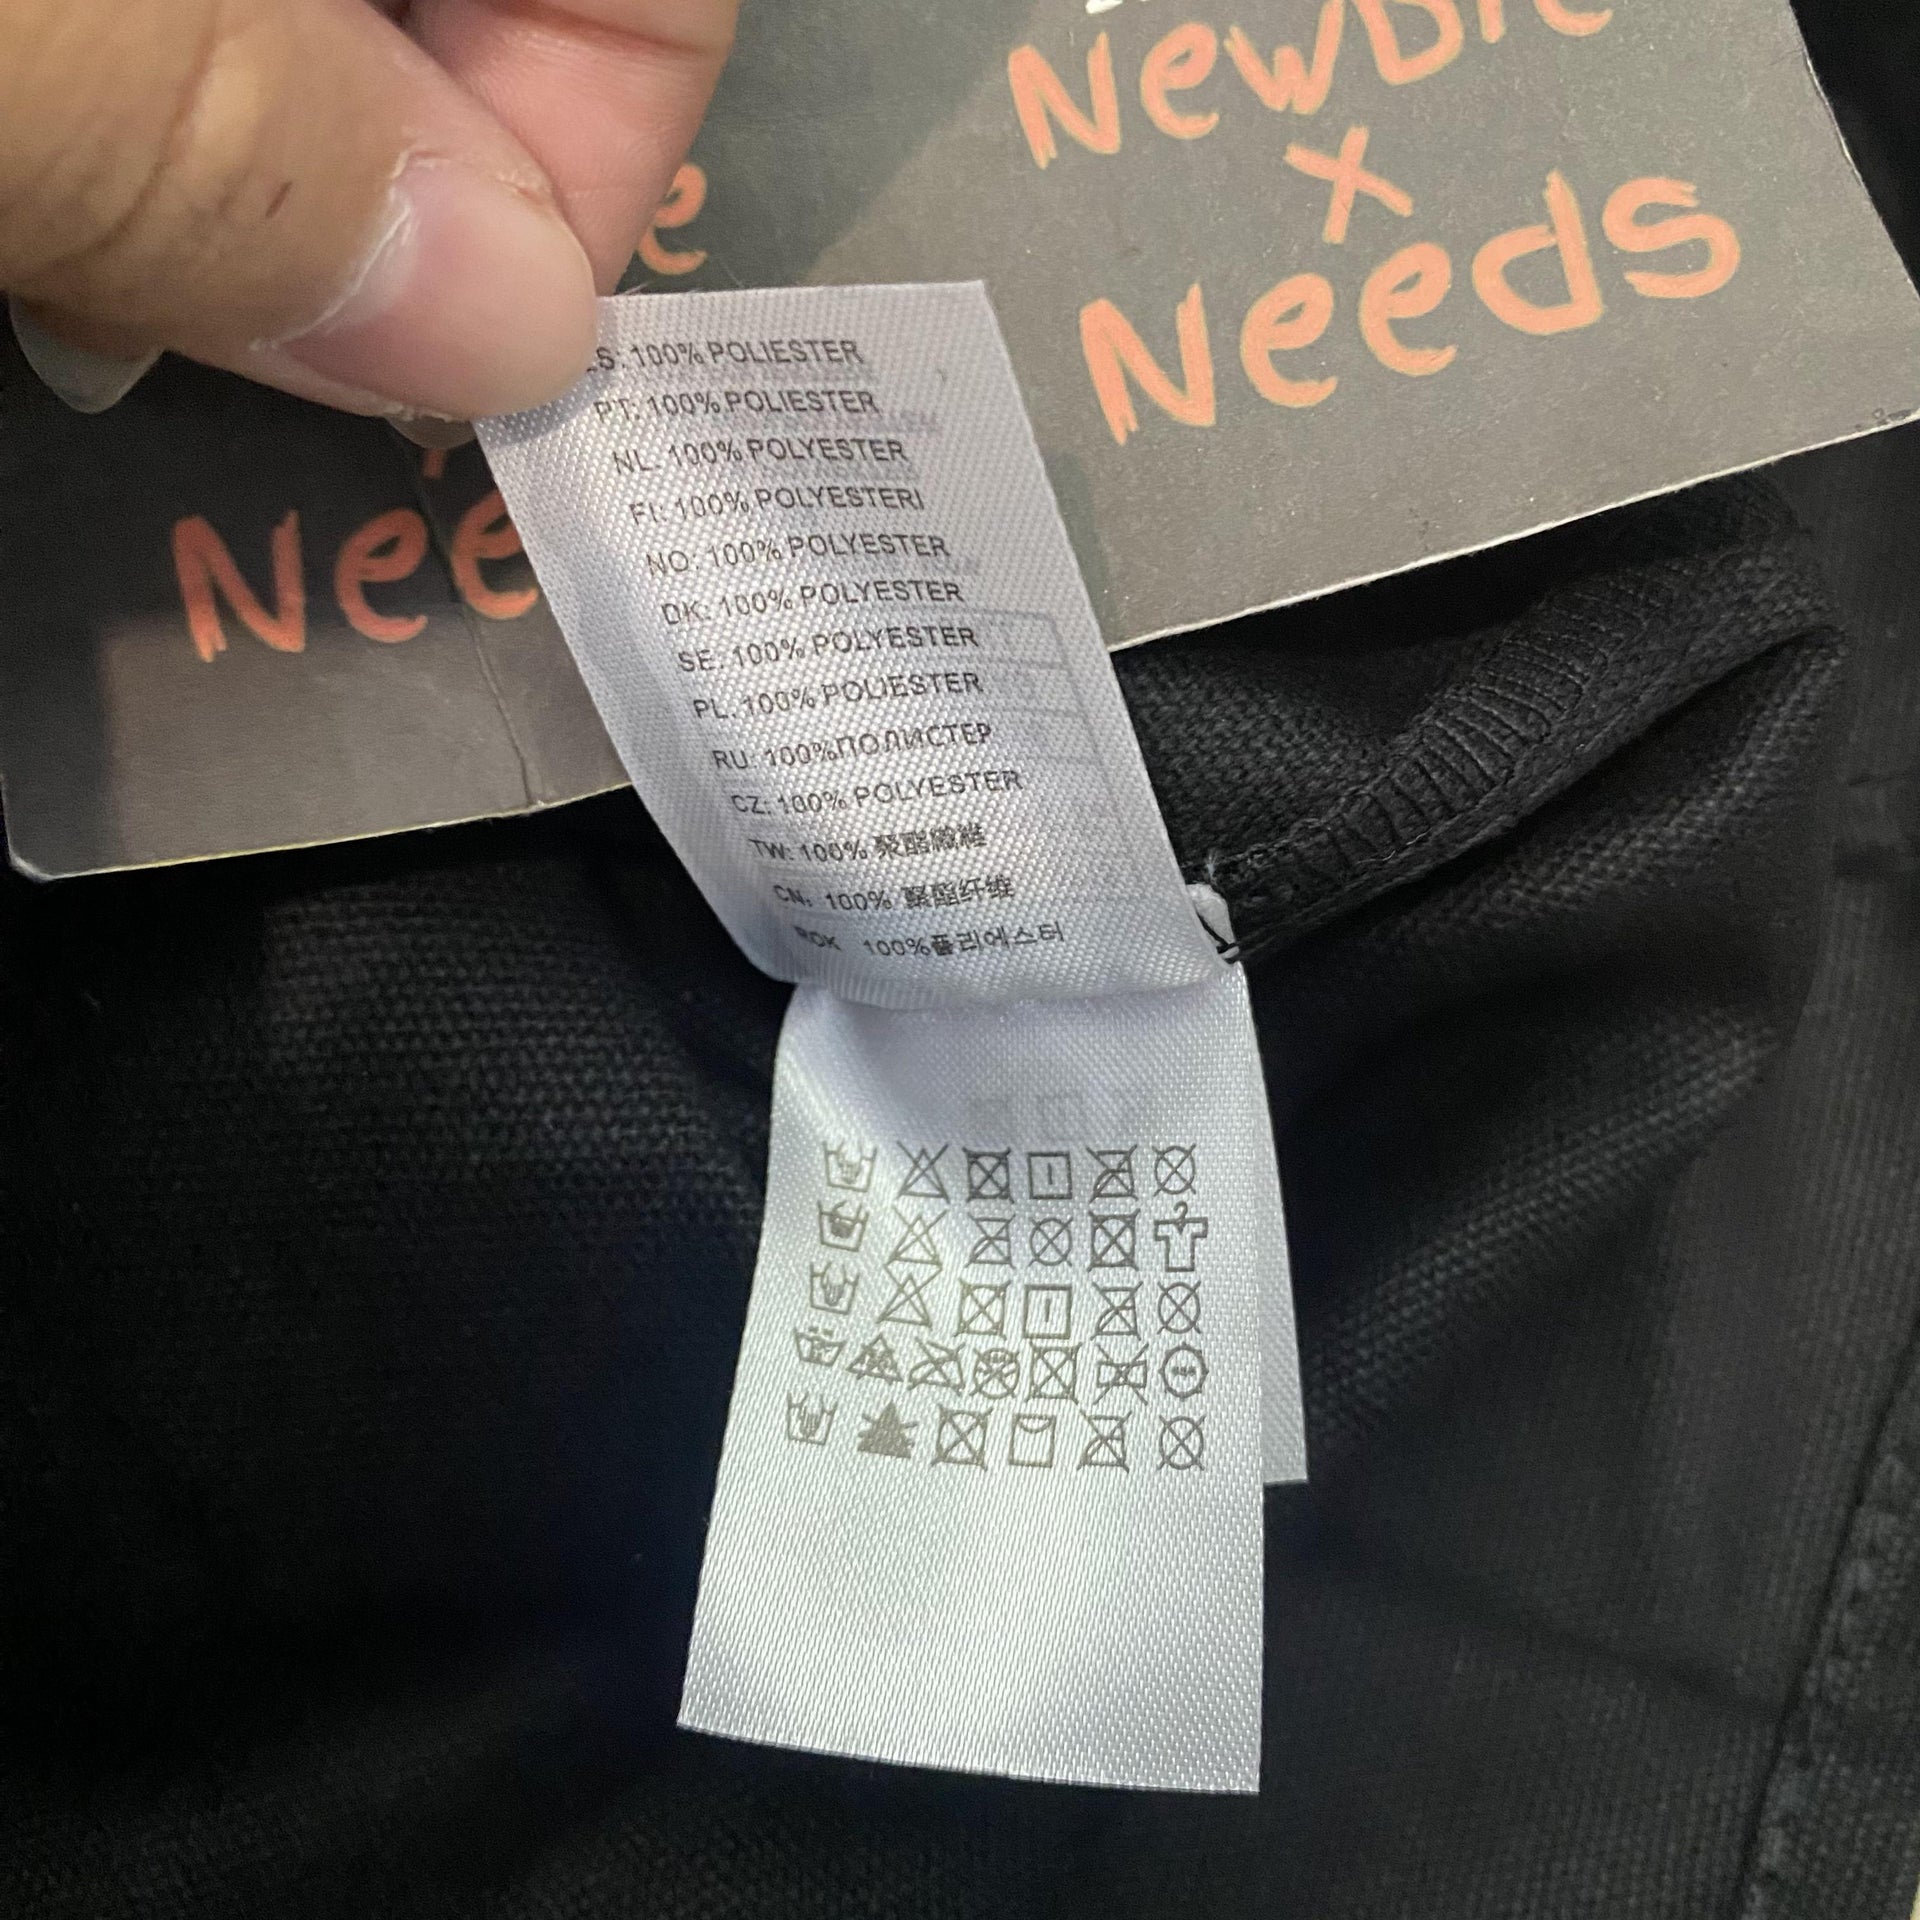 Newbie
x
Needs
ES: 100% POLIESTER
PT: 100% POLIESTER
NL: 100% POLYESTER
FI: 100% POLYESTERI
NO: 100% POLYESTER
DK: 100% POLYESTER
SE: 100% POLYESTER
PL: 100% POLIESTER
RU: 100%ПОЛИСТЕР
CZ: 100% POLYESTER
TW: 100% 聚酯纖維
CN: 100% 聚酯纤维
ROK 100%폴리에스터